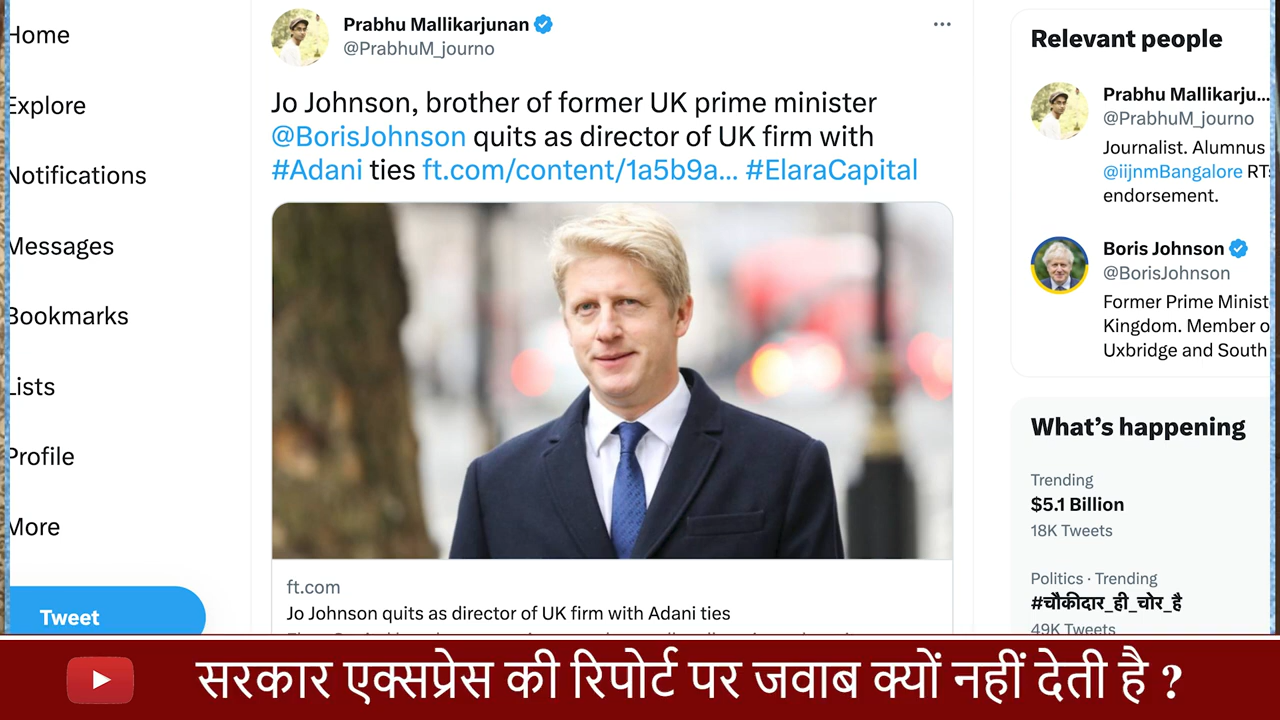 Home
Explore
Notifications
Messages
Bookmarks
Lists
Profile
More
Tweet
Prabhu Mallikarjunan
@PrabhuM_journo
Jo Johnson, brother of former UK prime minister
@BorisJohnson quits as director of UK firm with
#Adani ties ft.com/content/1a5b9a... #ElaraCapital
ft.com
Jo Johnson quits as director of UK firm with Adani ties
Relevant people
Prabhu Mallikarju...
@PrabhuM_journo
Journalist. Alumnus
@iijnmBangalore RTs
endorsement.
Boris Johnson
@BorisJohnson
Former Prime Minist
Kingdom. Member o
Uxbridge and South
What's happening
Trending
$5.1 Billion
18K Tweets
Politics · Trending
#चौकीदार_ही_चोर_है
49K Tweets
सरकार एक्सप्रेस की रिपोर्ट पर जवाब क्यों नहीं देती है ?